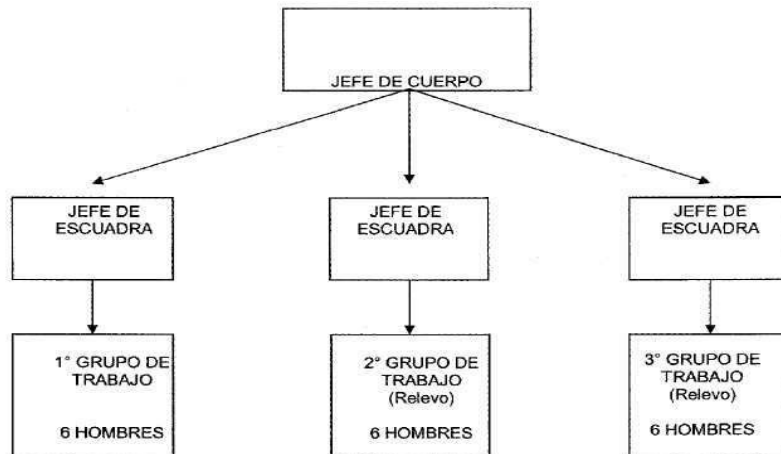 JEFE DE CUERPO
JEFE DE
ESCUADRA
JEFE DE
ESCUADRA
JEFE DE
ESCUADRA
1° GRUPO DE
TRABAJO
6 HOMBRES
2° GRUPO DE
TRABAJO
(Relevo)
6 HOMBRES
3° GRUPO DE
TRABAJO
(Relevo)
6 HOMBRES